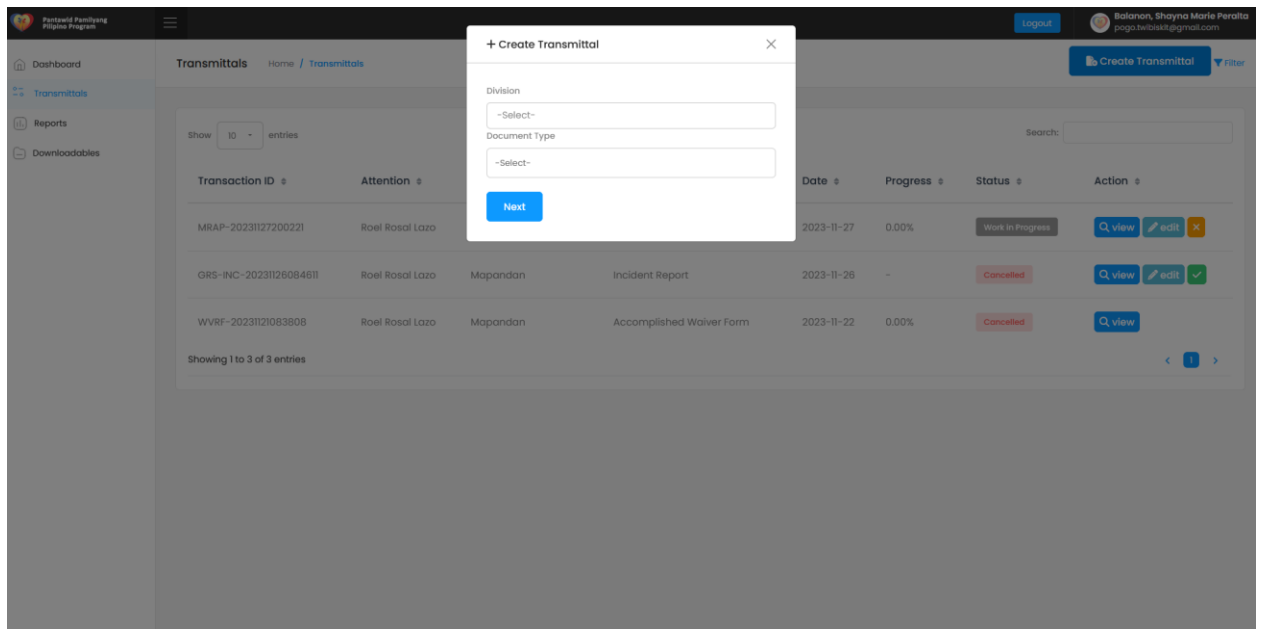 Pantawid Pamilyang
Pilipino Program
Logout
Balanon, Shayna Marie Peralta
pogo.twibiskit@gmail.com
+ Create Transmittal
Dashboard
Transmittals
Reports
Downloadables
Transmittals Home / Transmittals
Create Transmittal
Filter
Division
-Select-
Document Type
-Select-
Next
Show 10 entries
Search:
Transaction ID Attention Date Progress Status Action
MRAP-20231127200221 Roel Rosal Lazo 2023-11-27 0.00% Work In Progress view edit
GRS-INC-20231126084611 Roel Rosal Lazo Mapandan Incident Report 2023-11-26 - Cancelled view edit
WVRF-20231121083808 Roel Rosal Lazo Mapandan Accomplished Waiver Form 2023-11-22 0.00% Cancelled view
Showing 1 to 3 of 3 entries
1